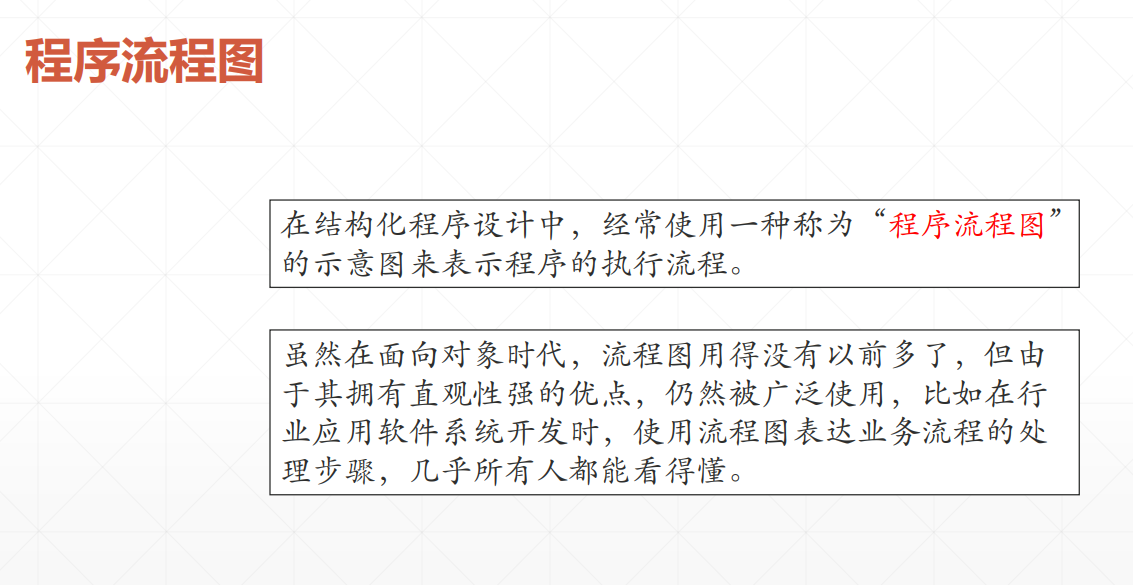 程序流程图
在结构化程序设计中，经常使用一种称为“程序流程图”
的示意图来表示程序的执行流程。
虽然在面向对象时代，流程图用得没有以前多了，但由
于其拥有直观性强的优点，仍然被广泛使用，比如在行
业应用软件系统开发时，使用流程图表达业务流程的处
理步骤，几乎所有人都能看得懂。